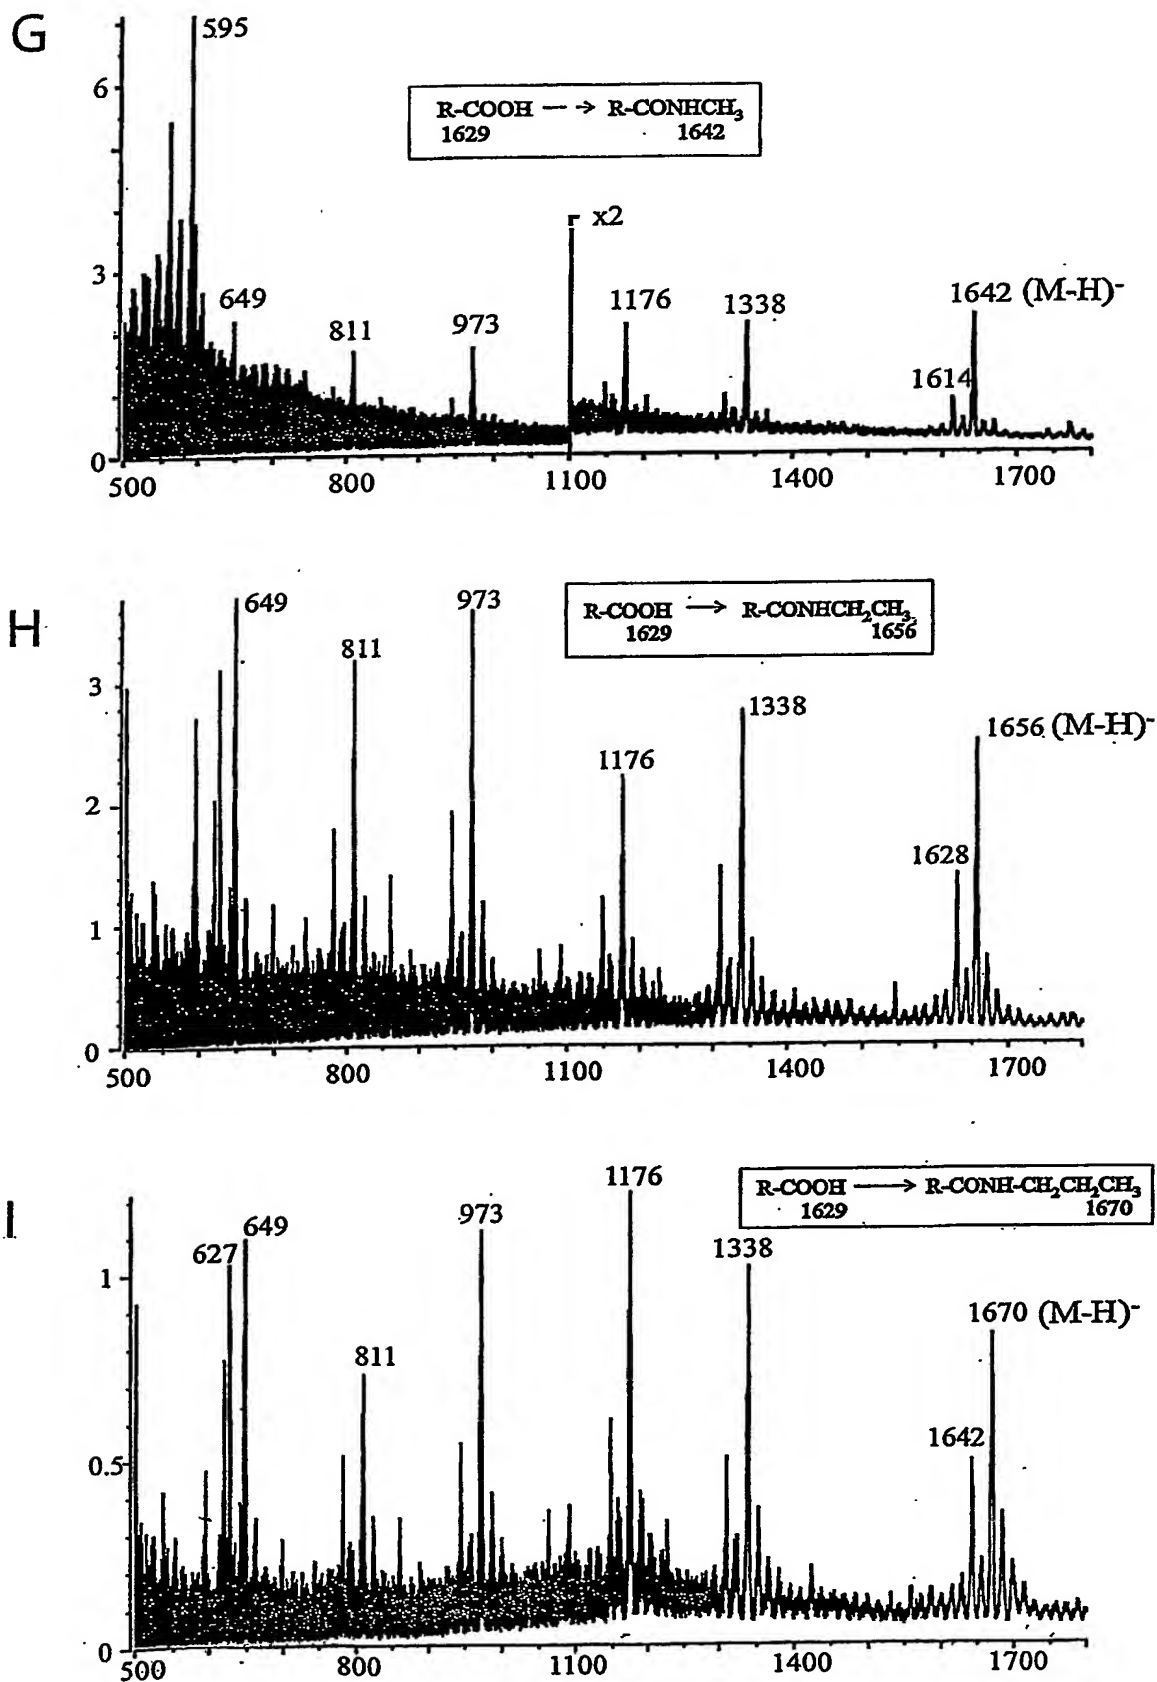 G
595
6
R-COOH --→ R-CONHCH₃
1629 1642
x2
3
649
811
973
1176
1338
1642 (M-H)⁻
1614
0
500 800 1100 1400 1700
H
649
973
811
R-COOH → R-CONHCH₂CH₃
1629 1656
3
1338
1656 (M-H)⁻
1176
2
1628
1
0
500 800 1100 1400 1700
I
1176
R-COOH → R-CONH-CH₂CH₂CH₃
1629 1670
973
649
627
1338
1
1670 (M-H)⁻
811
1642
0.5
0
500 800 1100 1400 1700